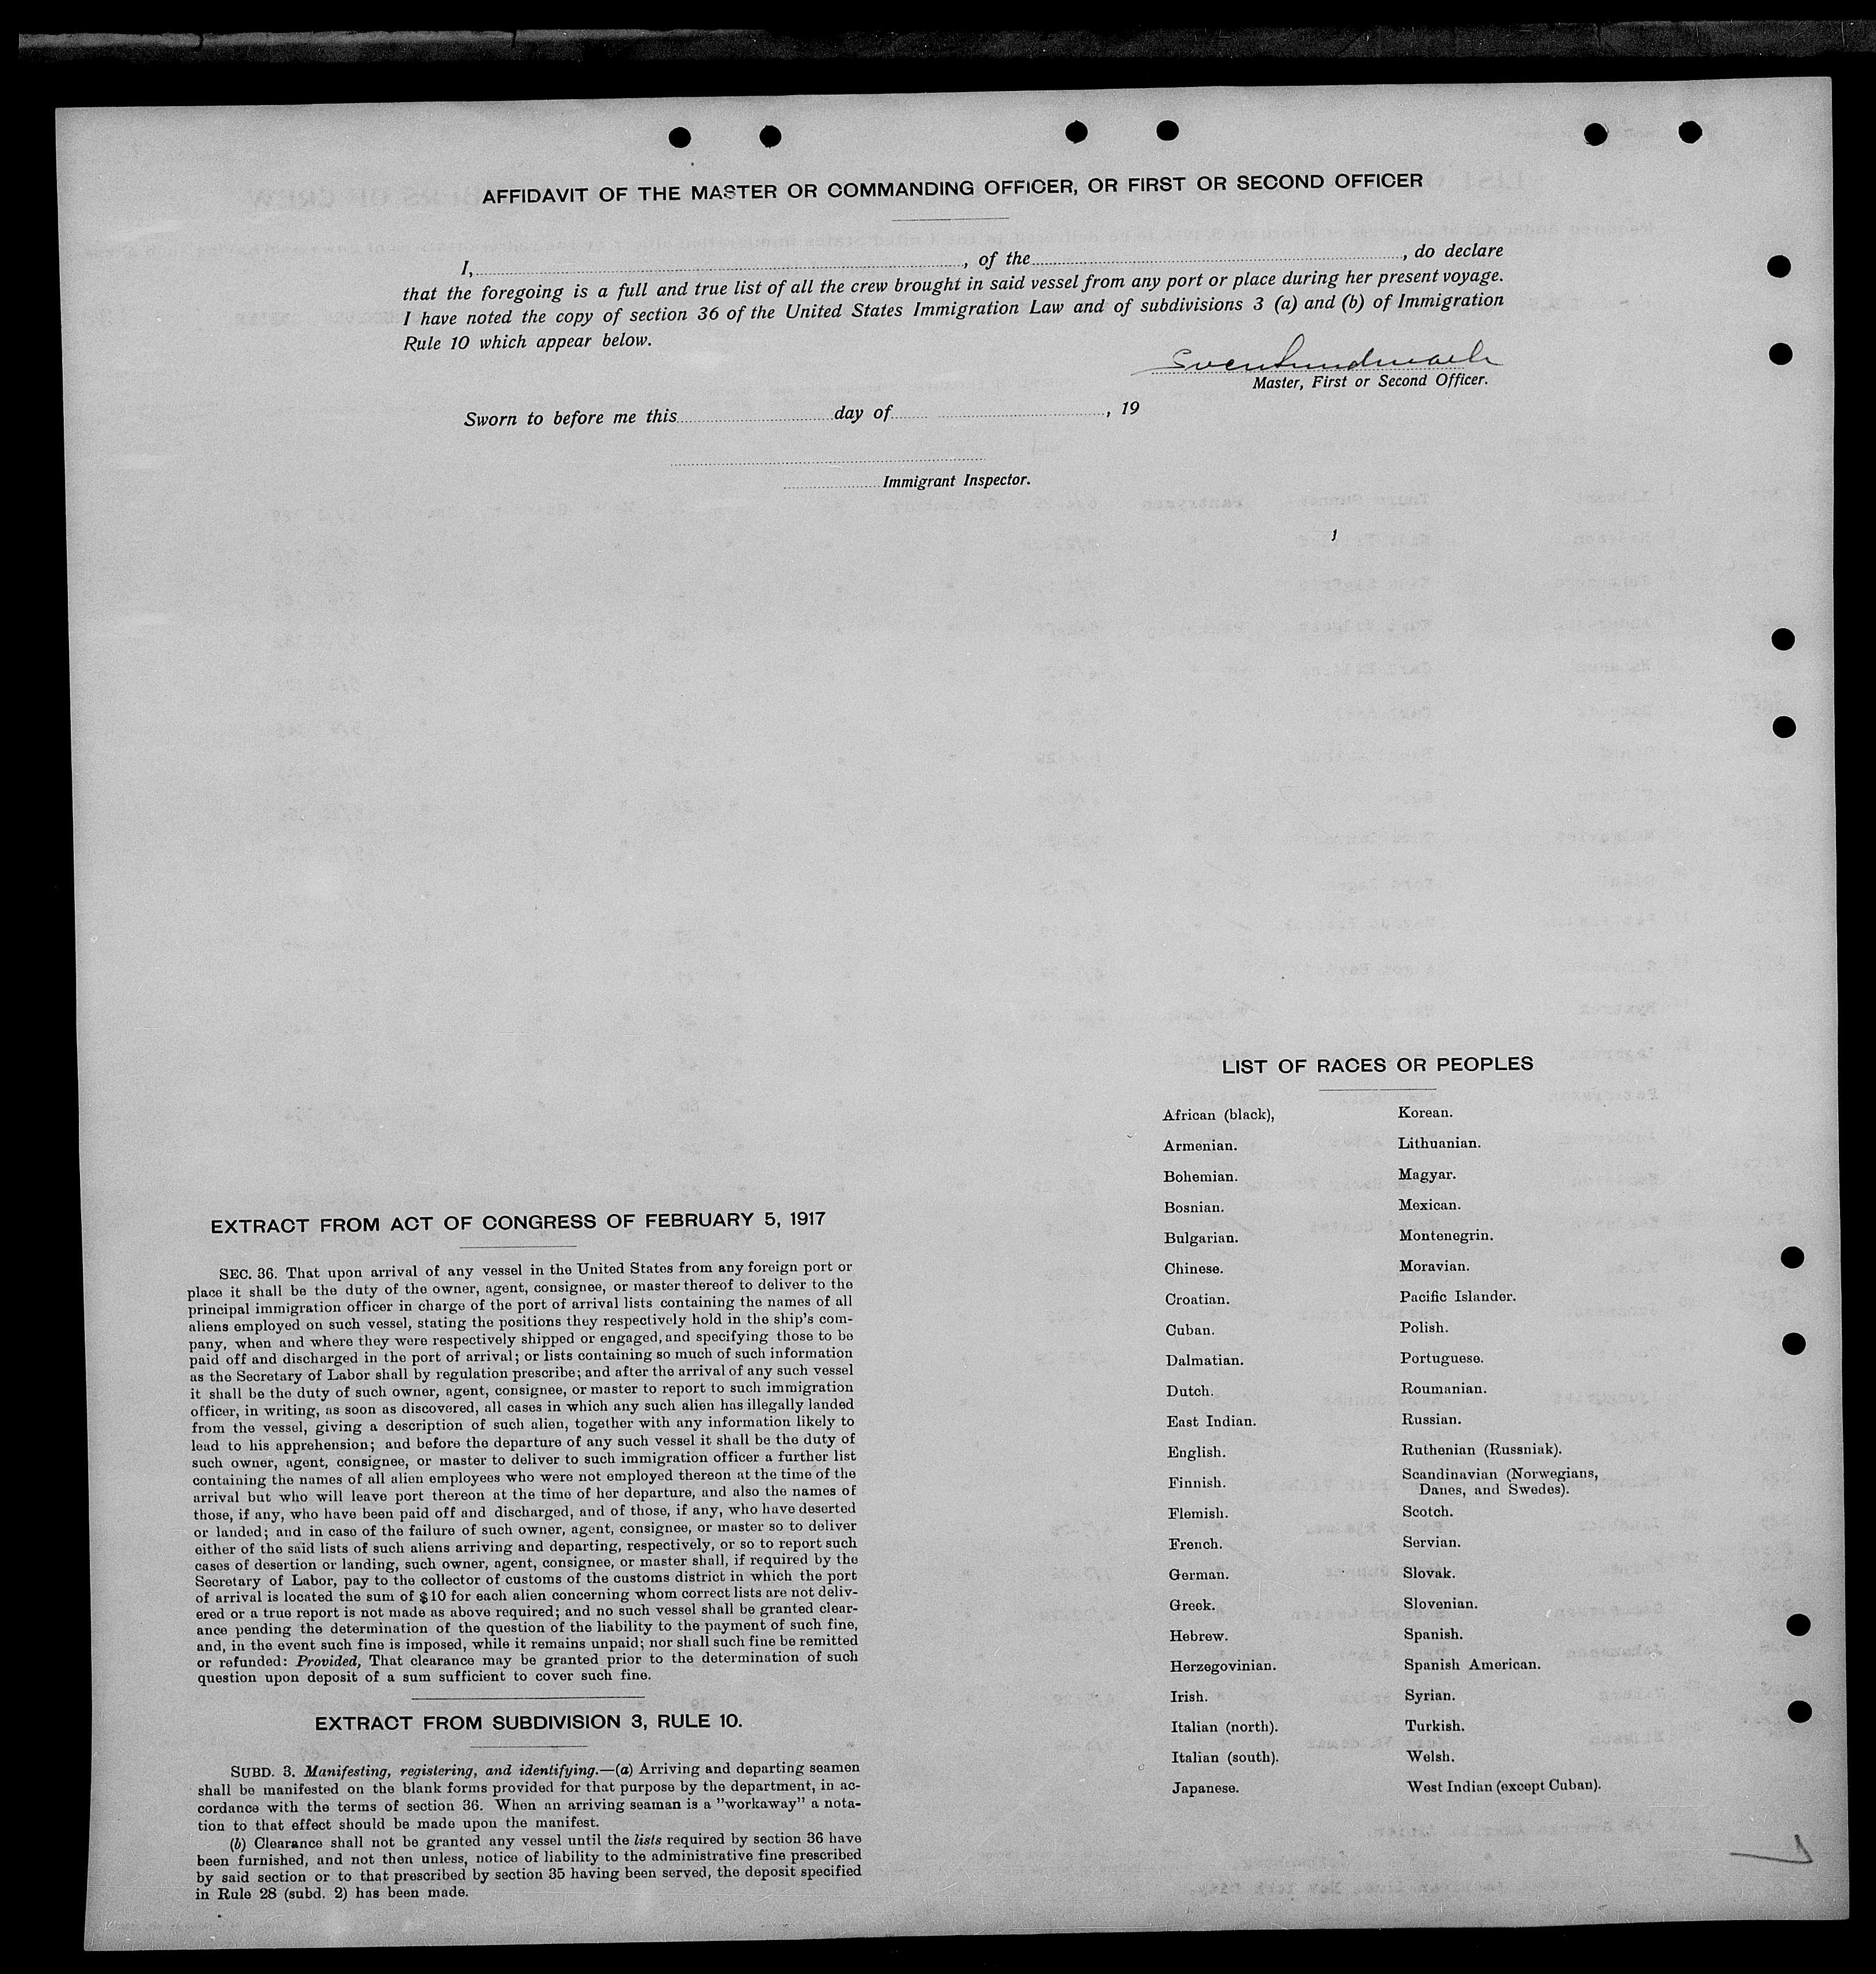 AFFIDAVIT OF THE MASTER OR COMMANDING OFFICER, OR FIRST OR SECOND OFFICER
I, , of the , do declare
that the foregoing is a full and true list of all the crew brought in said vessel from any port or place during her present voyage.
I have noted the copy of section 36 of the United States Immigration Law and of subdivisions 3 (a) and (b) of Immigration
Rule 10 which appear below.
Master, First or Second Officer.
Sworn to before me this day of , 19
Immigrant Inspector.
EXTRACT FROM ACT OF CONGRESS OF FEBRUARY 5, 1917
SEC. 36. That upon arrival of any vessel in the United States from any foreign port or
place it shall be the duty of the owner, agent, consignee, or master thereof to deliver to the
principal immigration officer in charge of the port of arrival lists containing the names of all
aliens employed on such vessel, stating the positions they respectively hold in the ship's com-
pany, when and where they were respectively shipped or engaged, and specifying those to be
paid off and discharged in the port of arrival; or lists containing so much of such information
as the Secretary of Labor shall by regulation prescribe; and after the arrival of any such vessel
it shall be the duty of such owner, agent, consignee, or master to report to such immigration
officer, in writing, as soon as discovered, all cases in which any such alien has illegally landed
from the vessel, giving a description of such alien, together with any information likely to
lead to his apprehension; and before the departure of any such vessel it shall be the duty of
such owner, agent, consignee, or master to deliver to such immigration officer a further list
containing the names of all alien employees who were not employed thereon at the time of the
arrival but who will leave port thereon at the time of her departure, and also the names of
those, if any, who have been paid off and discharged, and of those, if any, who have deserted
or landed; and in case of the failure of such owner, agent, consignee, or master so to deliver
either of the said lists of such aliens arriving and departing, respectively, or so to report such
cases of desertion or landing, such owner, agent, consignee, or master shall, if required by the
Secretary of Labor, pay to the collector of customs of the customs district in which the port
of arrival is located the sum of $10 for each alien concerning whom correct lists are not deliv-
ered or a true report is not made as above required; and no such vessel shall be granted clear-
ance pending the determination of the question of the liability to the payment of such fine,
and, in the event such fine is imposed, while it remains unpaid; nor shall such fine be remitted
or refunded: Provided, That clearance may be granted prior to the determination of such
question upon deposit of a sum sufficient to cover such fine.
EXTRACT FROM SUBDIVISION 3, RULE 10.
SUBD. 3. Manifesting, registering, and identifying.—(a) Arriving and departing seamen
shall be manifested on the blank forms provided for that purpose by the department, in ac-
cordance with the terms of section 36. When an arriving seaman is a "workaway" a nota-
tion to that effect should be made upon the manifest.
(b) Clearance shall not be granted any vessel until the lists required by section 36 have
been furnished, and not then unless, notice of liability to the administrative fine prescribed
by said section or to that prescribed by section 35 having been served, the deposit specified
in Rule 28 (subd. 2) has been made.
LIST OF RACES OR PEOPLES
African (black),
Armenian.
Bohemian.
Bosnian.
Bulgarian.
Chinese.
Croatian.
Cuban.
Dalmatian.
Dutch.
East Indian.
English.
Finnish.
Flemish.
French.
German.
Greek.
Hebrew.
Herzegovinian.
Irish.
Italian (north).
Italian (south).
Japanese.
Korean.
Lithuanian.
Magyar.
Mexican.
Montenegrin.
Moravian.
Pacific Islander.
Polish.
Portuguese.
Roumanian.
Russian.
Ruthenian (Russniak).
Scandinavian (Norwegians,
Danes, and Swedes).
Scotch.
Servian.
Slovak.
Slovenian.
Spanish.
Spanish American.
Syrian.
Turkish.
Welsh.
West Indian (except Cuban).